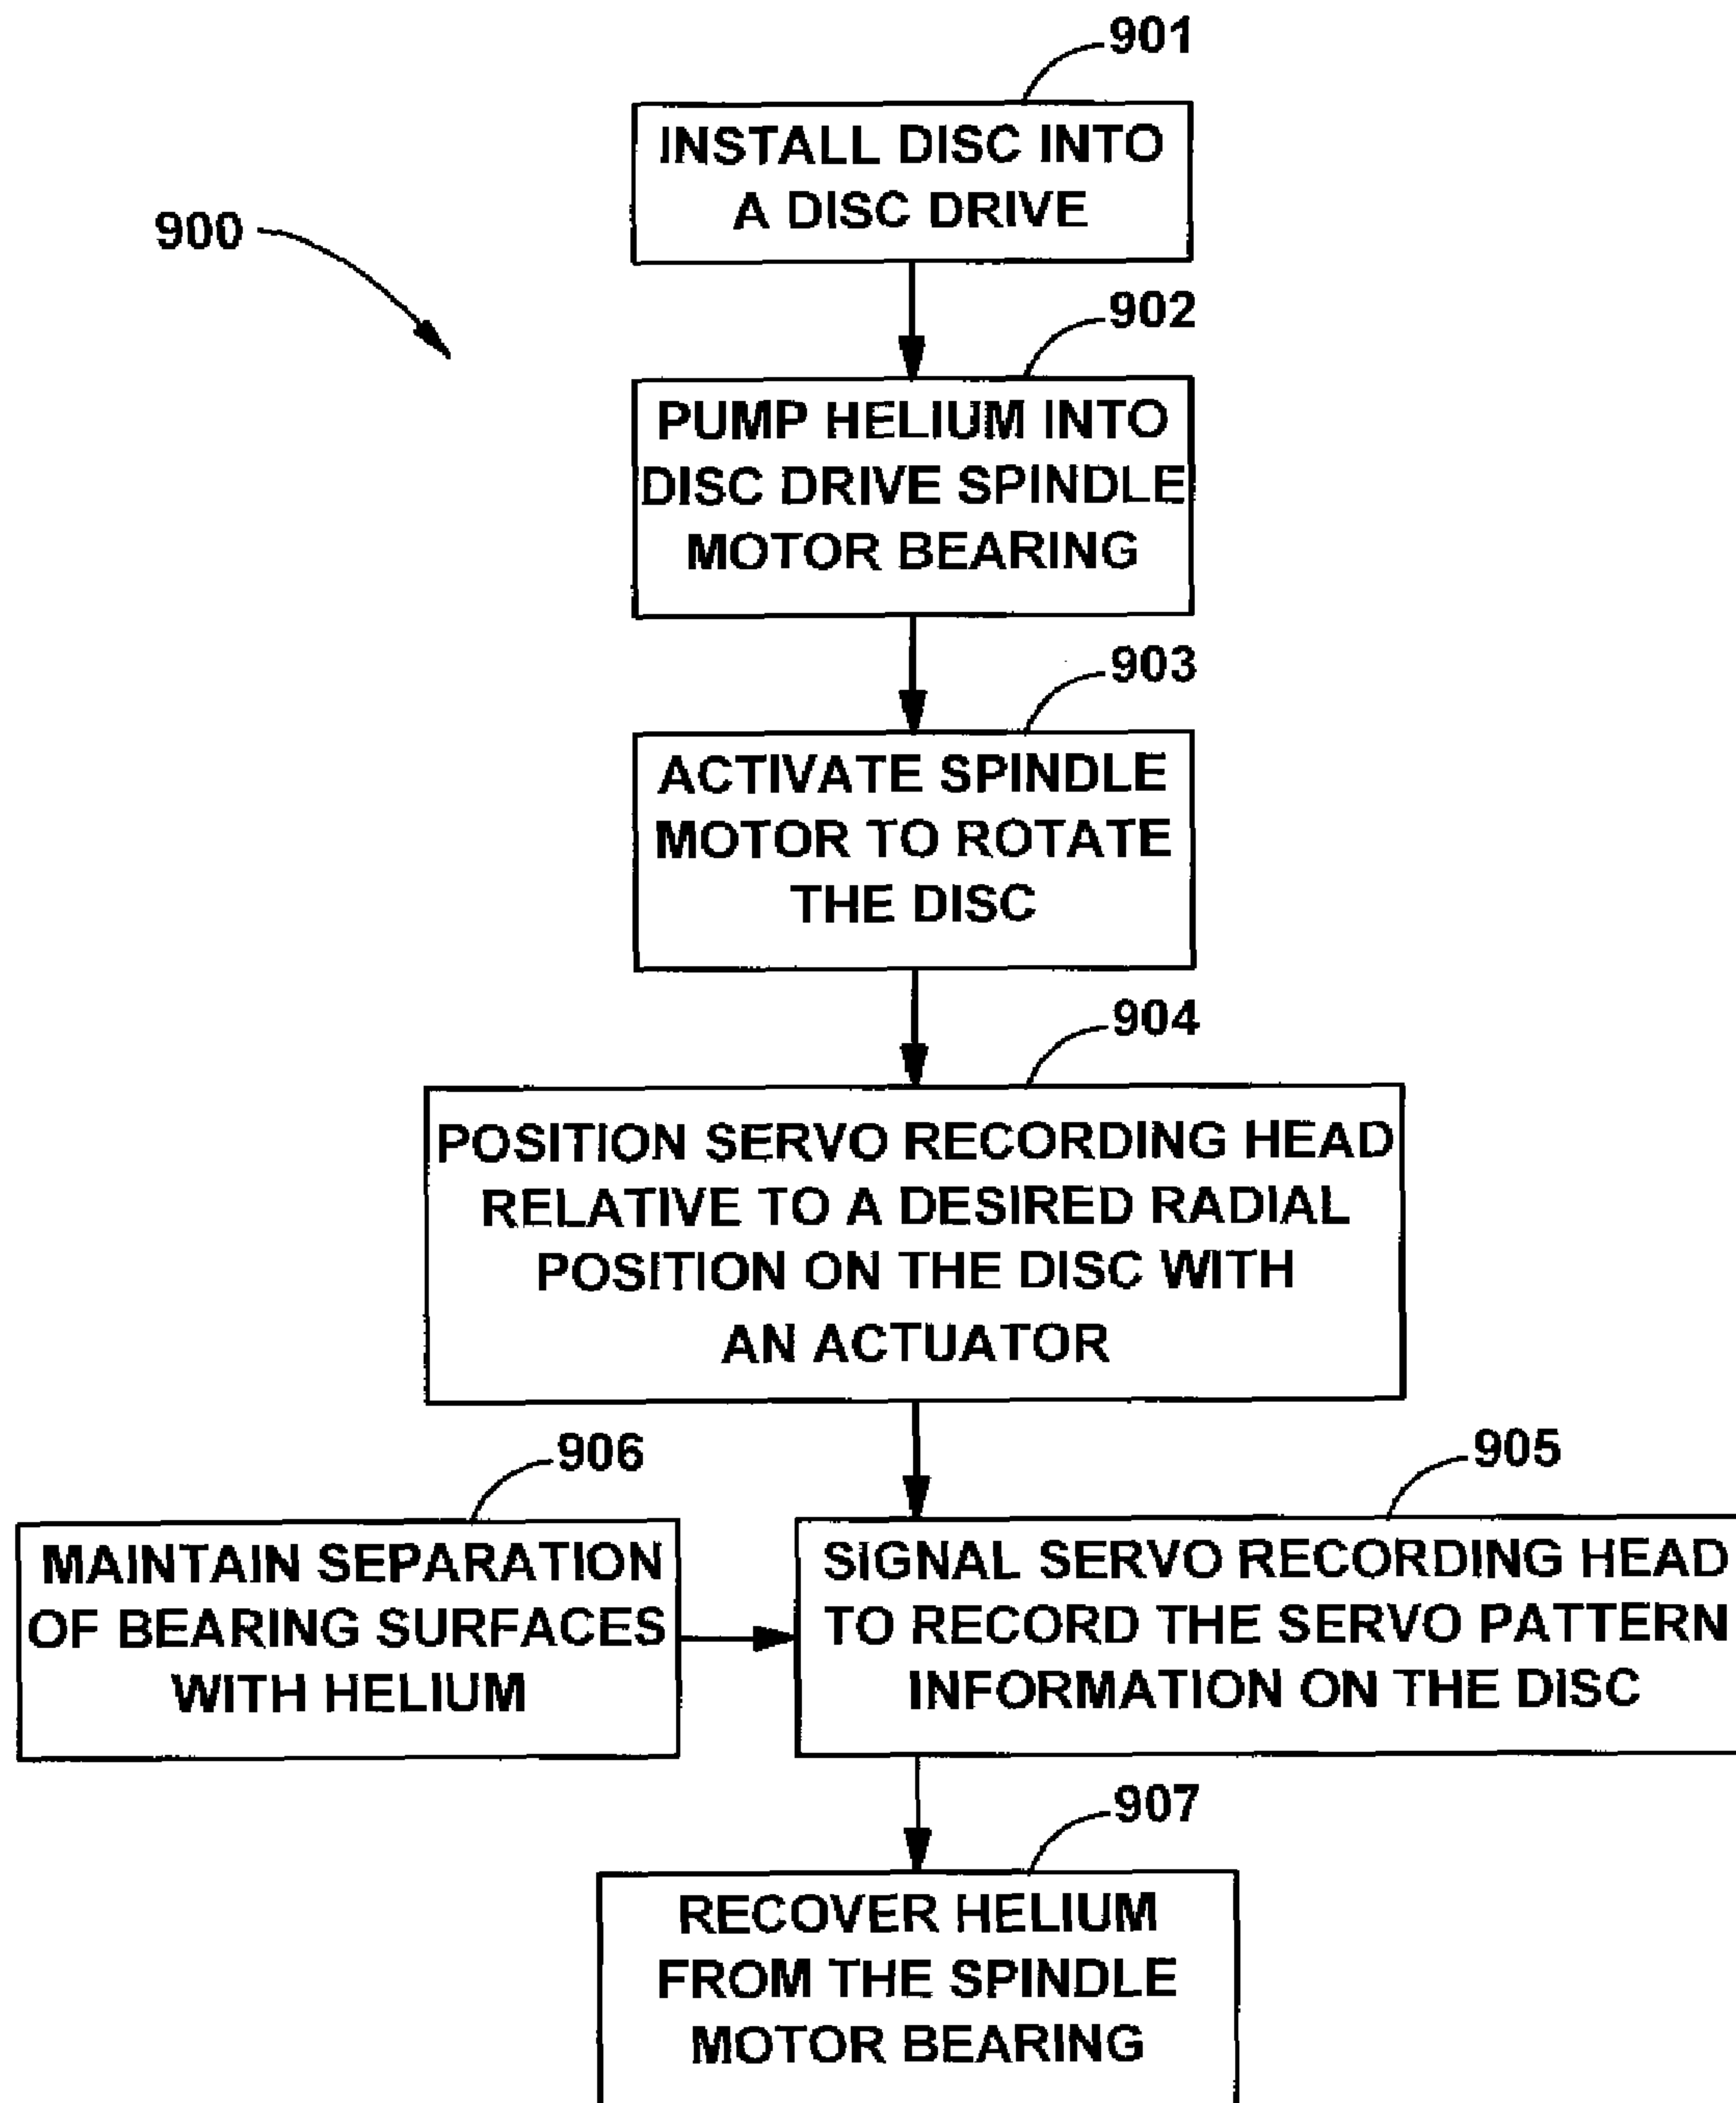 901
INSTALL DISC INTO
A DISC DRIVE
900
902
PUMP HELIUM INTO
DISC DRIVE SPINDLE
MOTOR BEARING
903
ACTIVATE SPINDLE
MOTOR TO ROTATE
THE DISC
904
POSITION SERVO RECORDING HEAD
RELATIVE TO A DESIRED RADIAL
POSITION ON THE DISC WITH
AN ACTUATOR
906
MAINTAIN SEPARATION
OF BEARING SURFACES
WITH HELIUM
905
SIGNAL SERVO RECORDING HEAD
TO RECORD THE SERVO PATTERN
INFORMATION ON THE DISC
907
RECOVER HELIUM
FROM THE SPINDLE
MOTOR BEARING